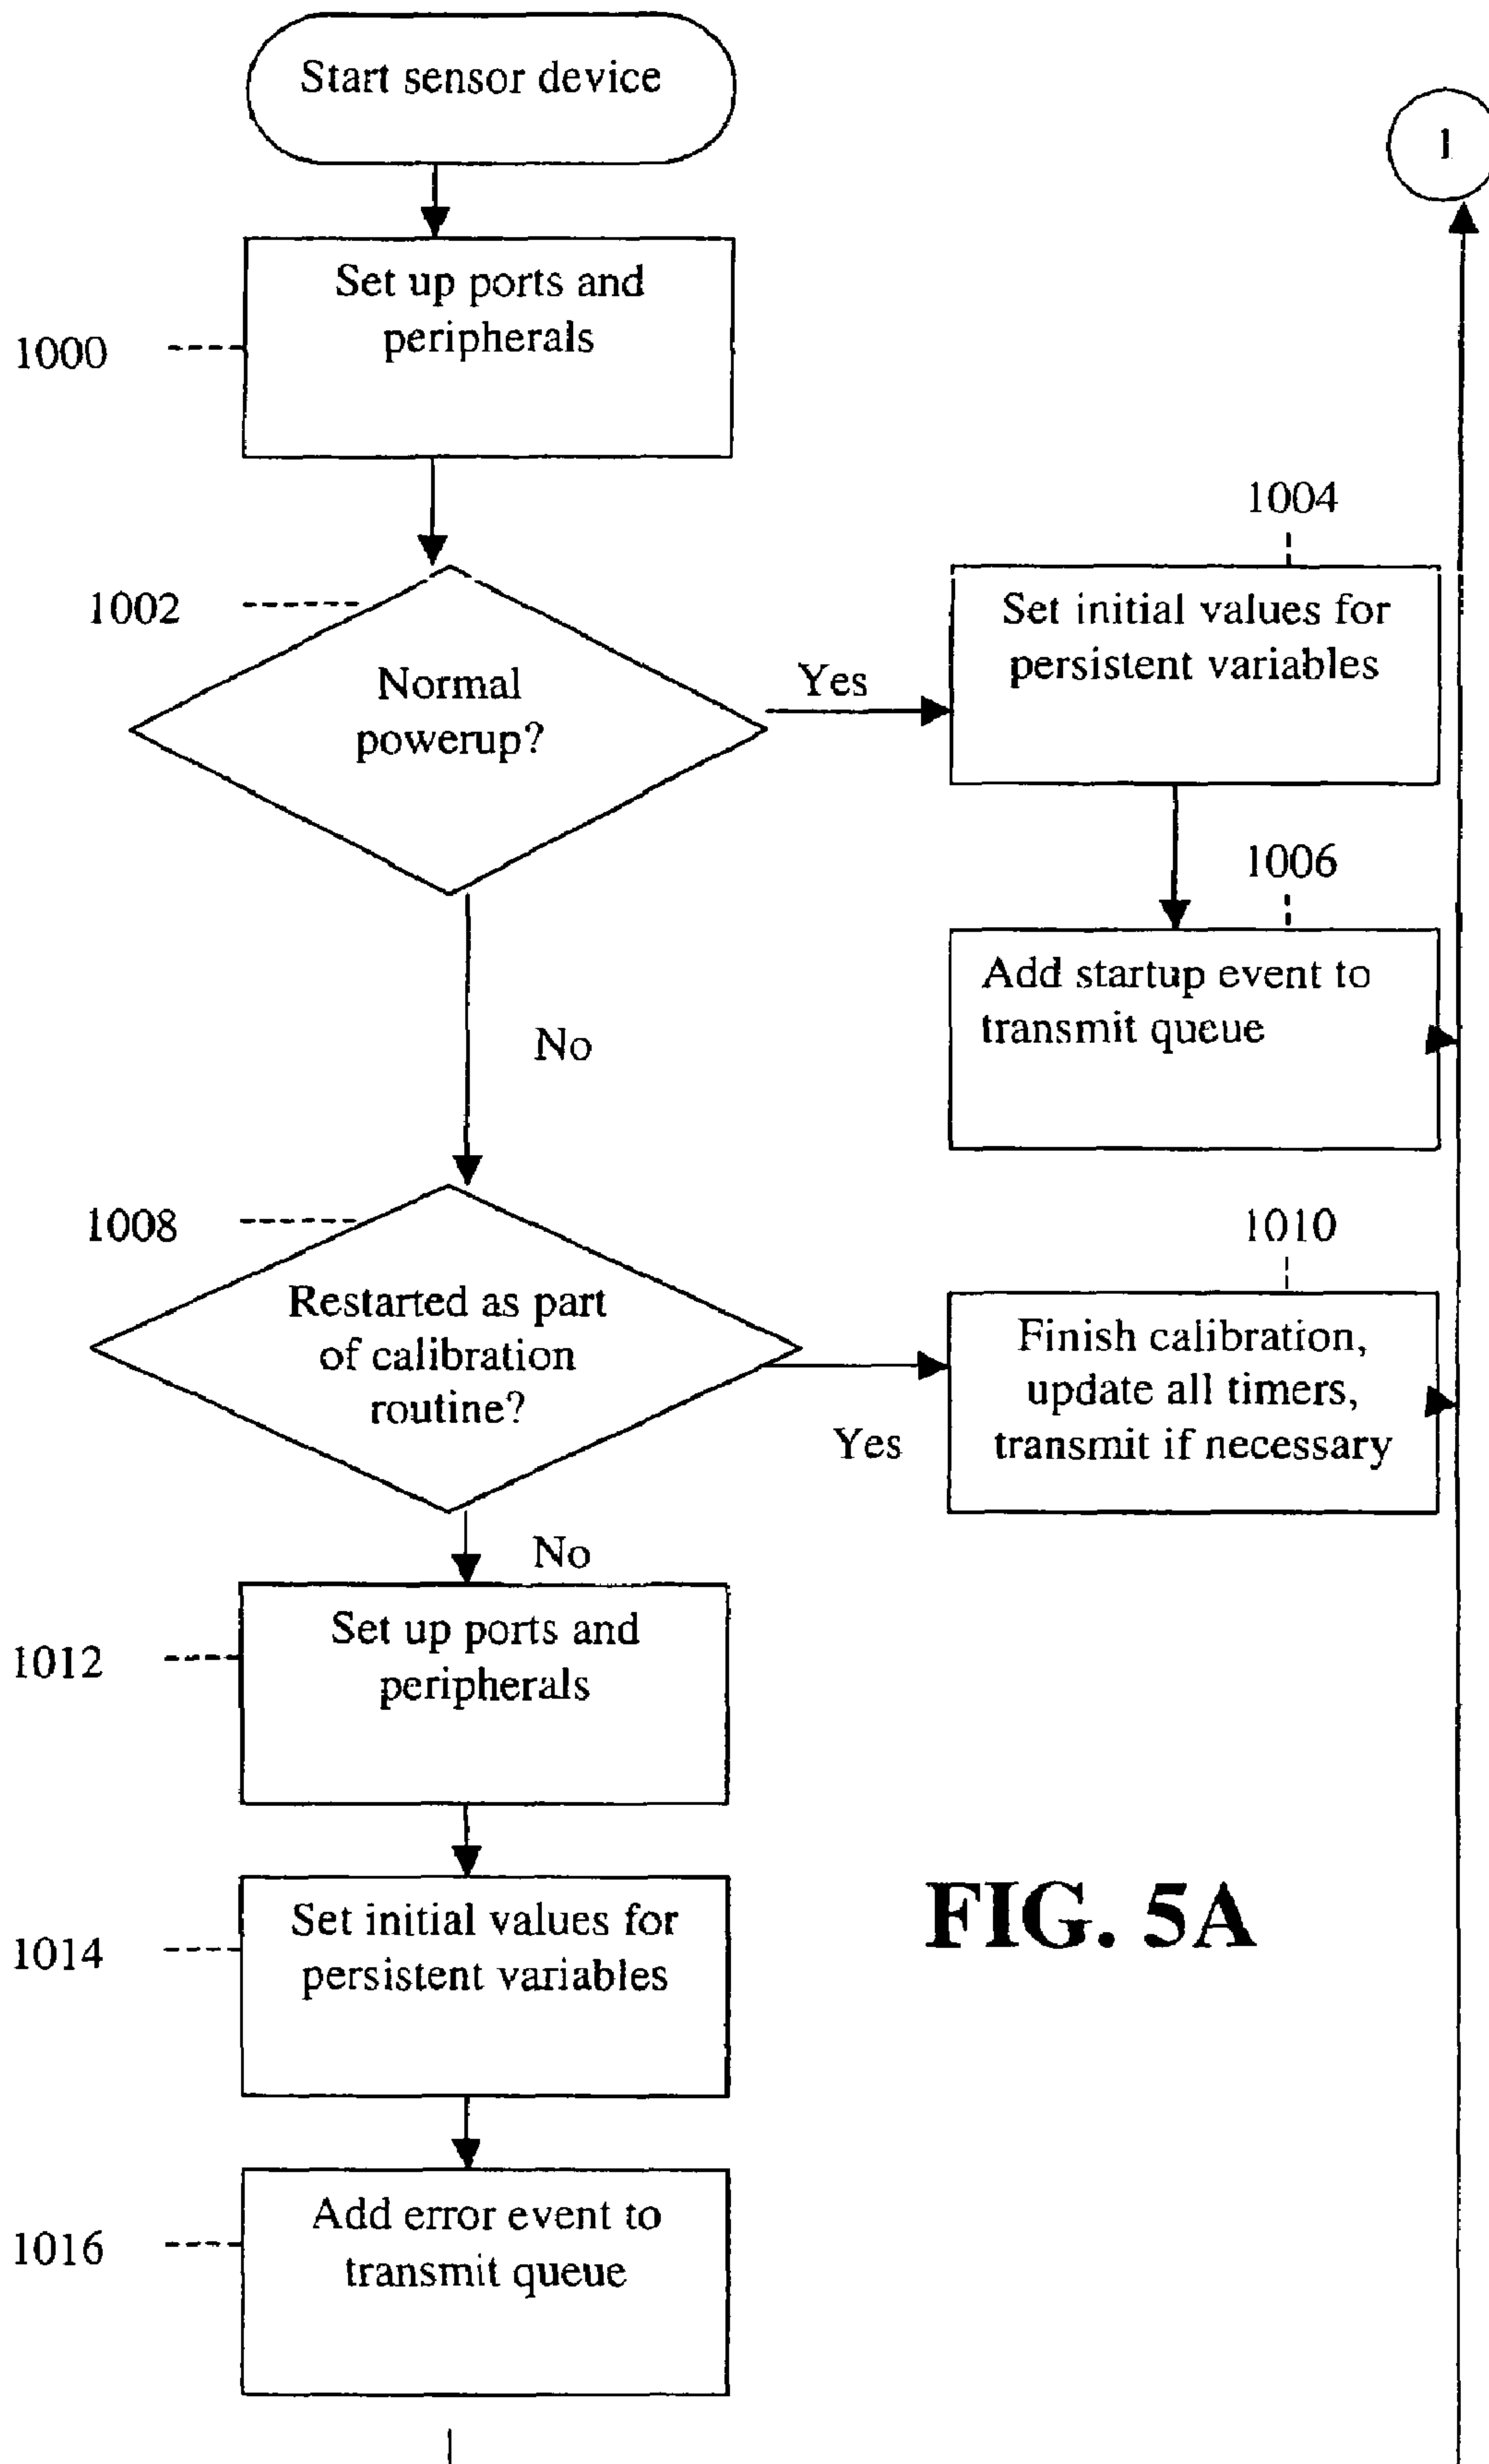 Start sensor device
1
Set up ports and
peripherals
1000
1004
1002
Normal
powerup?
Yes
Set initial values for
persistent variables
1006
Add startup event to
transmit queue
No
1008
1010
Restarted as part
of calibration
routine?
Yes
Finish calibration,
update all timers,
transmit if necessary
No
1012
Set up ports and
peripherals
1014
Set initial values for
persistent variables
FIG. 5A
1016
Add error event to
transmit queue